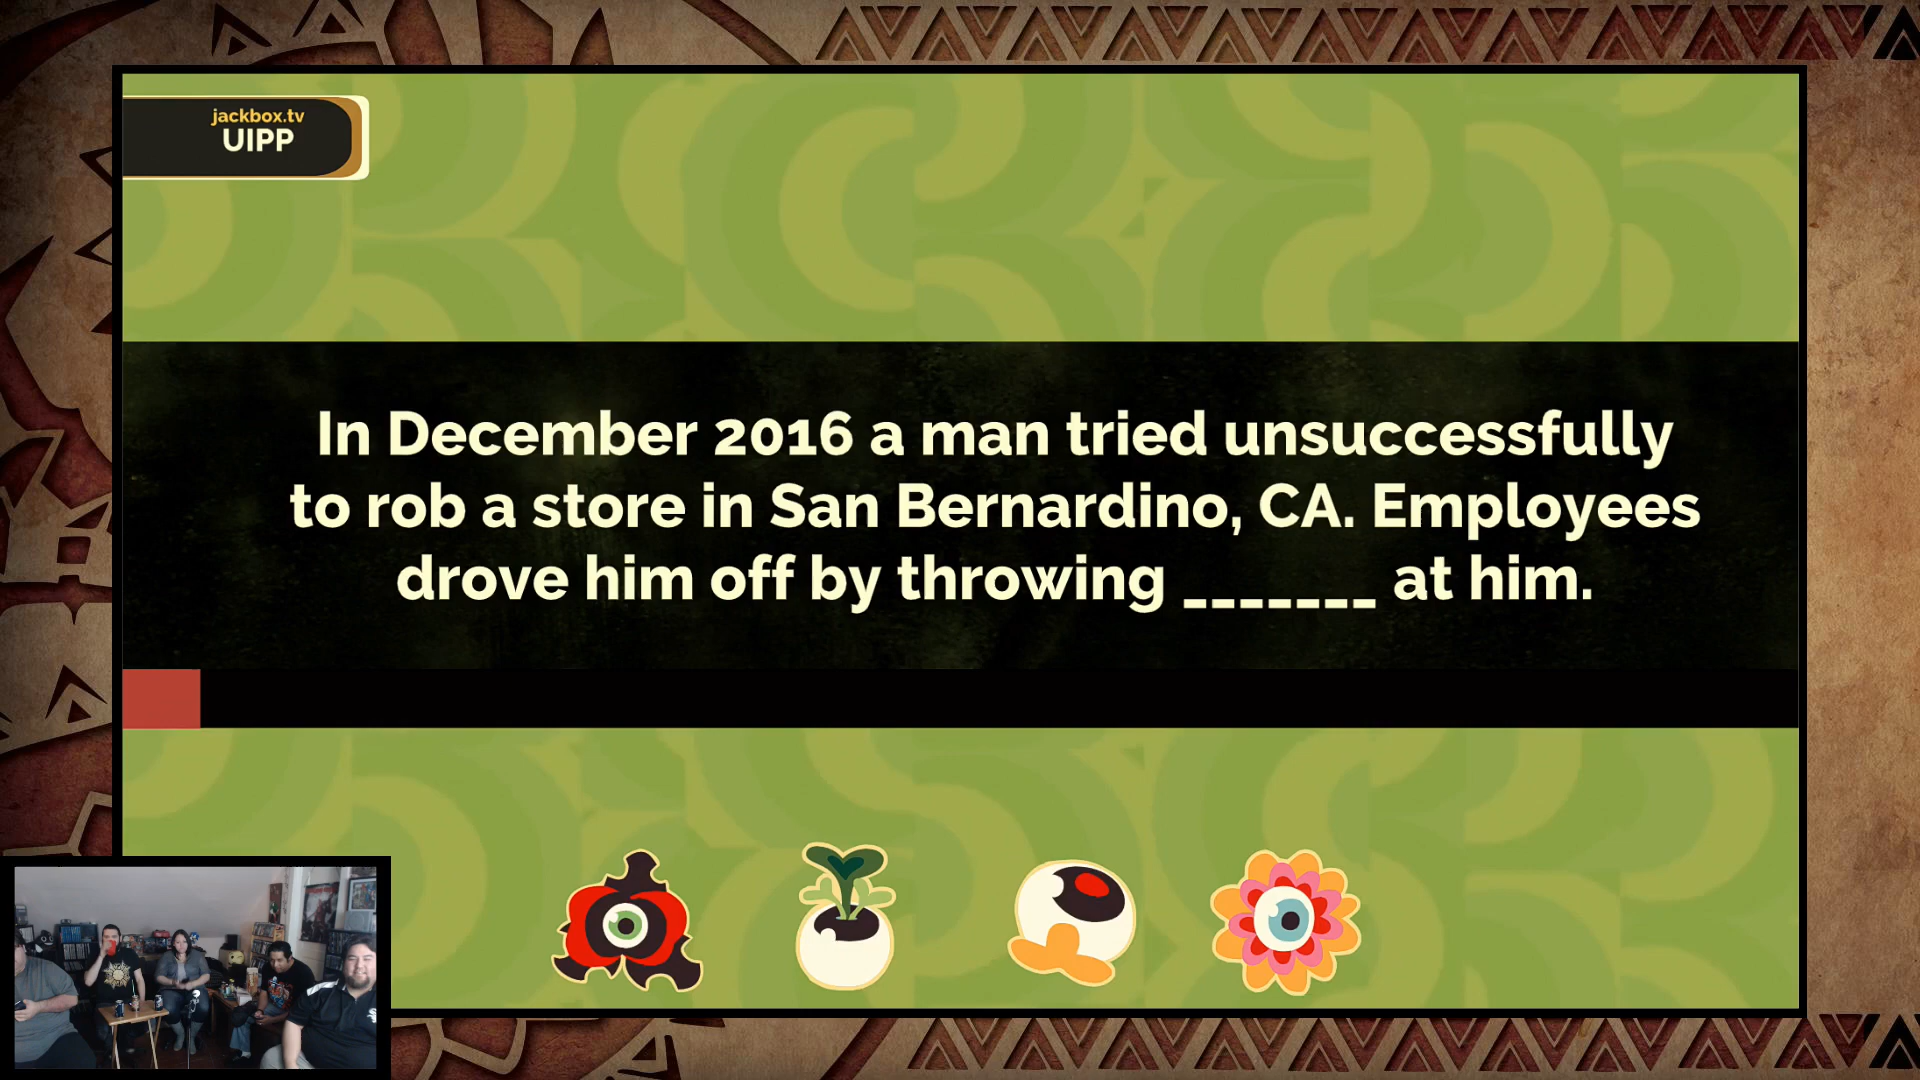 jackbox.tv
UIPP
In December 2016 a man tried unsuccessfully
to rob a store in San Bernardino, CA. Employees
drove him off by throwing _______ at him.